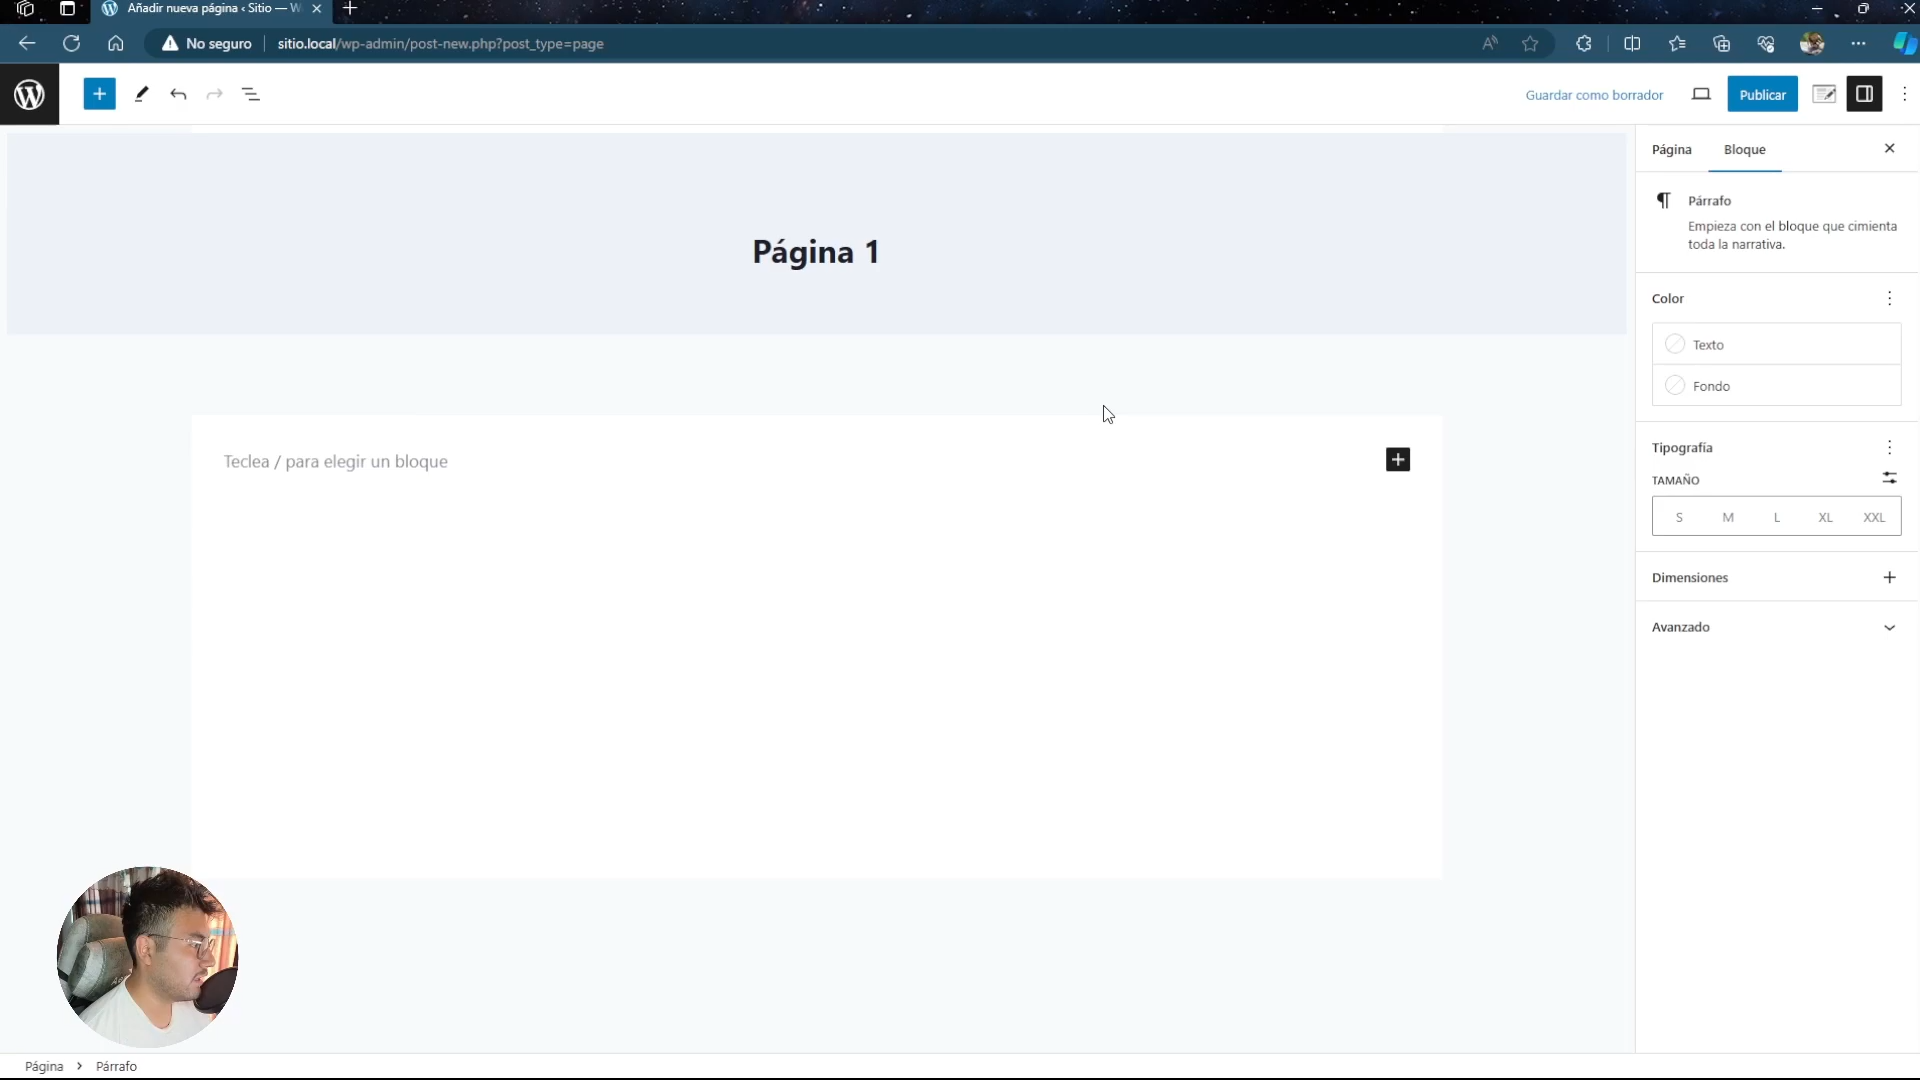 Añadir nueva página ‹ Sitio — W
No seguro
sitio.local/wp-admin/post-new.php?post_type=page
Guardar como borrador
Publicar
Página
Bloque
Párrafo
Empieza con el bloque que cimienta
toda la narrativa.
Página 1
Color
Texto
Fondo
Teclea / para elegir un bloque
Tipografía
TAMAÑO
S M L XL XXL
Dimensiones
Avanzado
Página > Párrafo